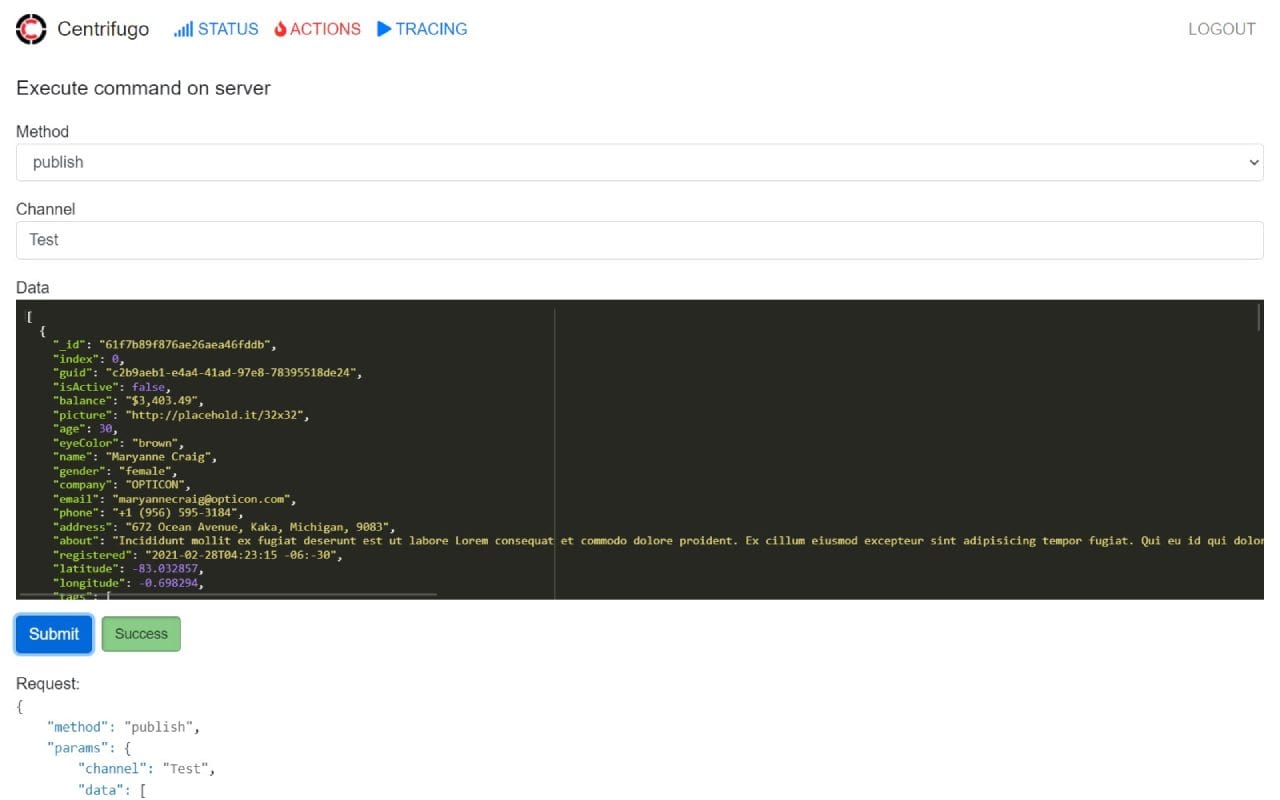 Centrifugo STATUS ACTIONS TRACING LOGOUT
Execute command on server
Method
publish
Channel
Test
Data
[
{
"_id": "61f7b89f876ae26aea46fddb",
"index": 0,
"guid": "c2b9aeb1-e4a4-41ad-97e8-78395518de24",
"isActive": false,
"balance": "$3,403.49",
"picture": "http://placehold.it/32x32",
"age": 30,
"eyeColor": "brown",
"name": "Maryanne Craig",
"gender": "female",
"company": "OPTICON",
"email": "maryannecraig@opticon.com",
"phone": "+1 (956) 595-3184",
"address": "672 Ocean Avenue, Kaka, Michigan, 9083",
"about": "Incididunt mollit ex fugiat deserunt est ut labore Lorem consequat et commodo dolore proident. Ex cillum eiusmod excepteur sint adipisicing tempor fugiat. Qui eu id qui dolor
"registered": "2021-02-28T04:23:15 -06:-30",
"latitude": -83.032857,
"longitude": -0.698294,
"tags": [
Submit Success
Request:
{
"method": "publish",
"params": {
"channel": "Test",
"data": [